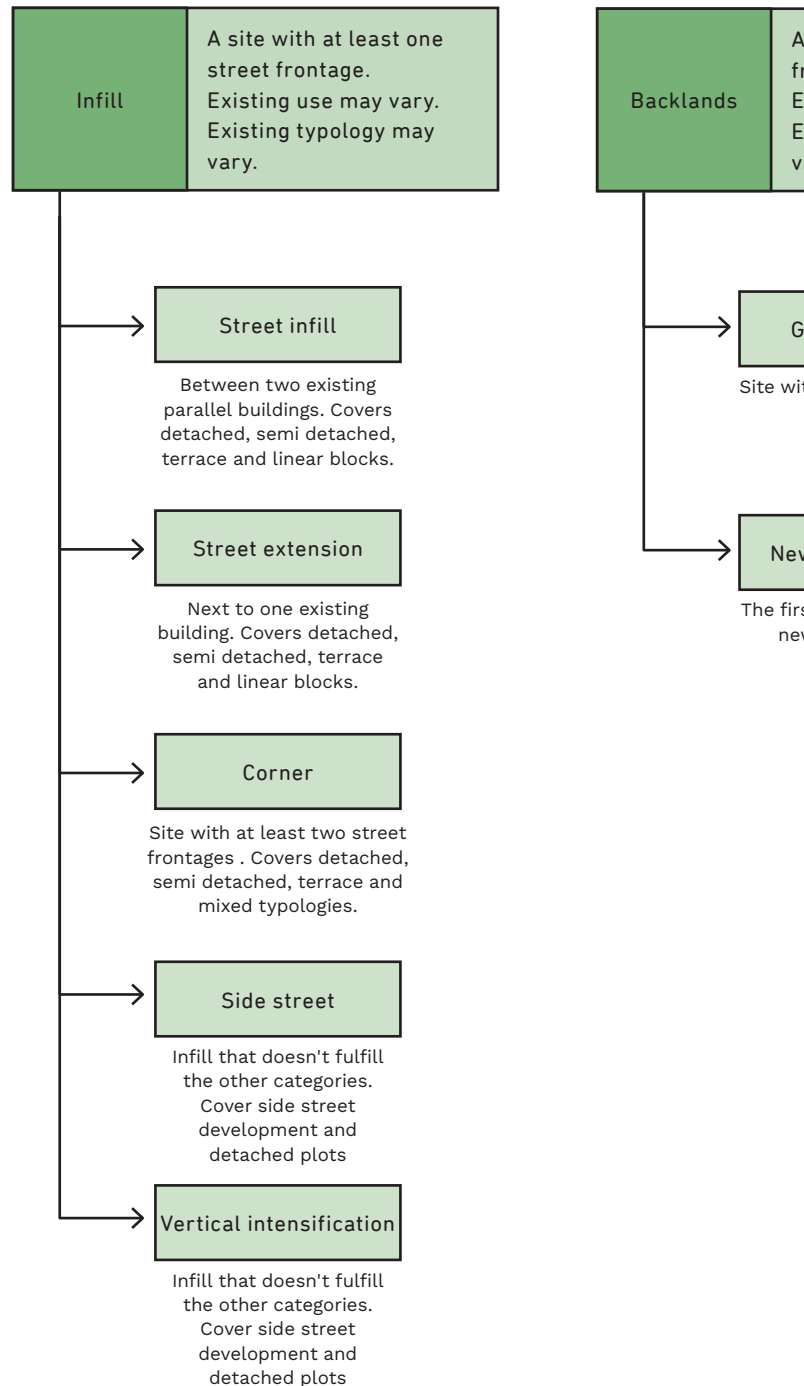 Infill
A site with at least one
street frontage.
Existing use may vary.
Existing typology may
vary.
Street infill
Between two existing
parallel buildings. Covers
detached, semi detached,
terrace and linear blocks.
Street extension
Next to one existing
building. Covers detached,
semi detached, terrace
and linear blocks.
Corner
Site with at least two street
frontages . Covers detached,
semi detached, terrace and
mixed typologies.
Side street
Infill that doesn't fulfill
the other categories.
Cover side street
development and
detached plots
Vertical intensification
Infill that doesn't fulfill
the other categories.
Cover side street
development and
detached plots
Backlands
A
Site
The